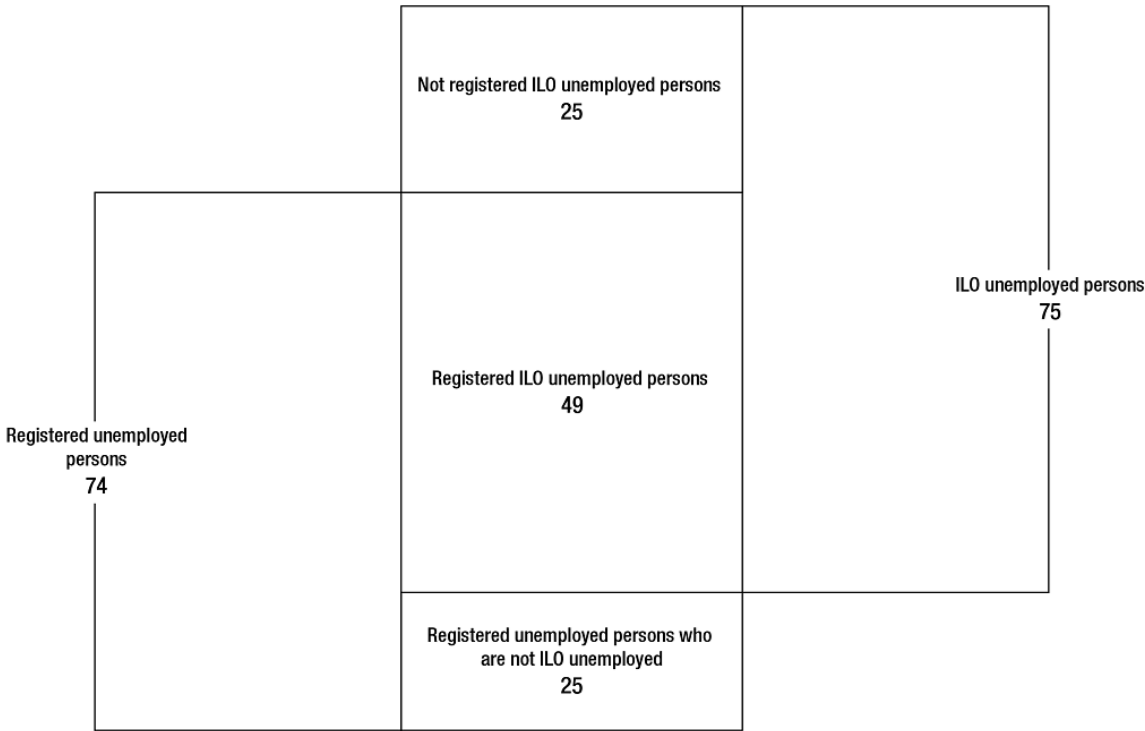 Not registered ILO unemployed persons
25
ILO unemployed persons
75
Registered ILO unemployed persons
49
Registered unemployed
persons
74
Registered unemployed persons who
are not ILO unemployed
25